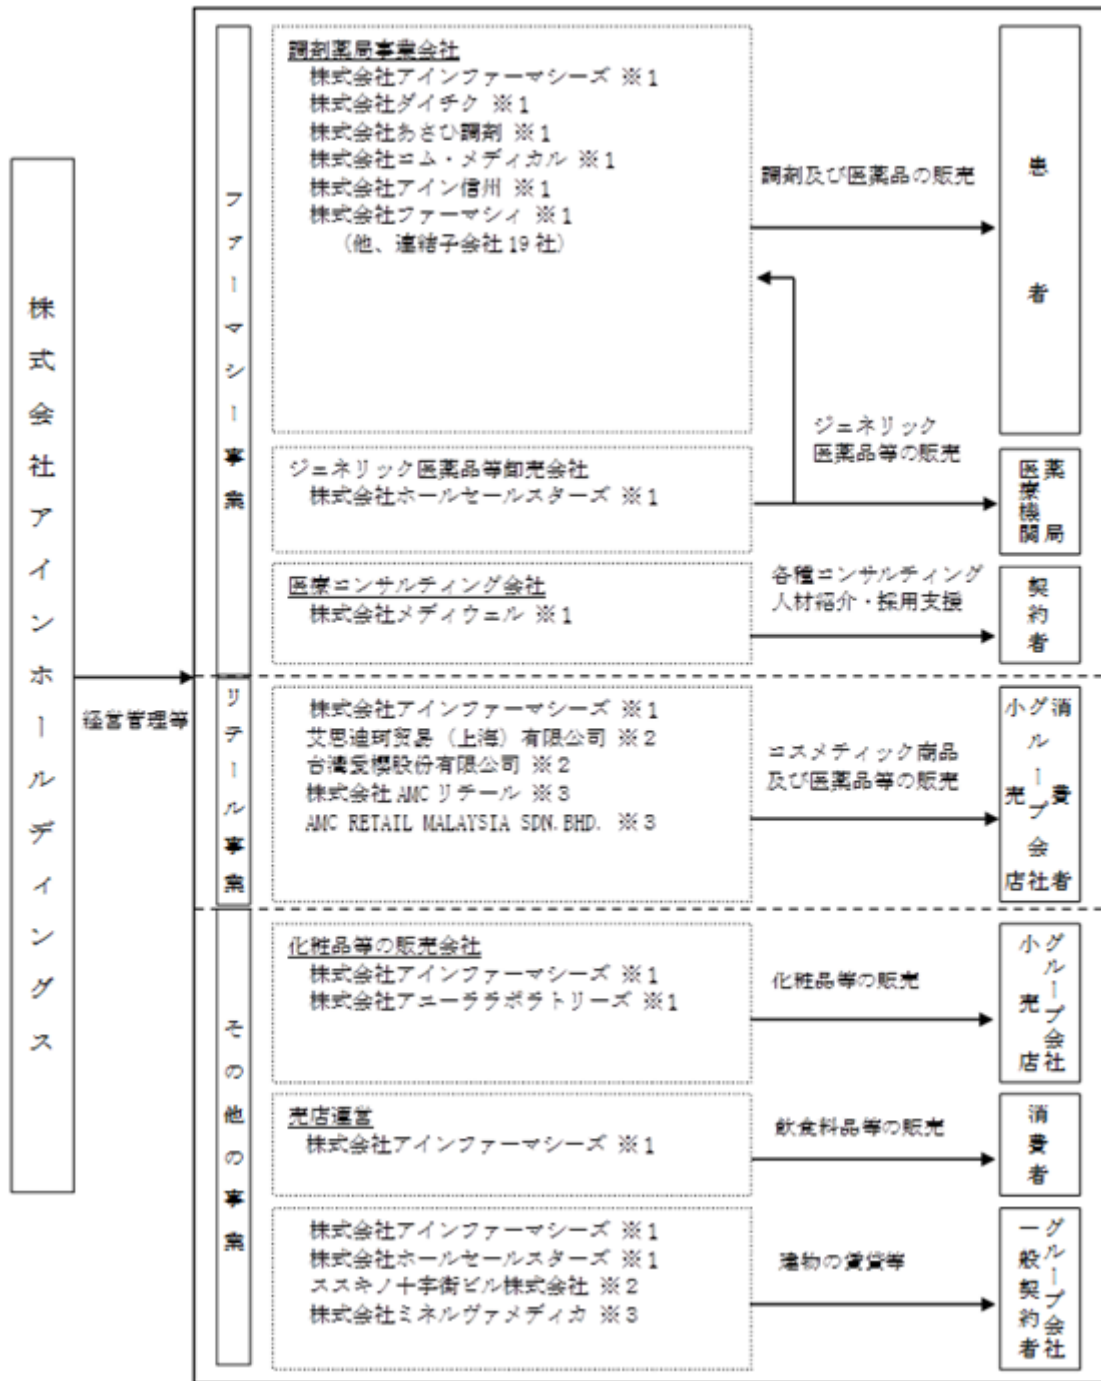 株式会社アインホールディングス
経営管理等
ファーマシー事業
調剤薬局事業会社
株式会社アインファーマシーズ ※1
株式会社ダイチク ※1
株式会社あさひ調剤 ※1
株式会社コム・メディカル ※1
株式会社アイン信州 ※1
株式会社ファーマシィ ※1
(他、連結子会社19社)
調剤及び医薬品の販売
患者
ジェネリック医薬品等卸売会社
株式会社ホールセールスターズ ※1
ジェネリック
医薬品等の販売
医療機関
薬局
医療コンサルティング会社
株式会社メディウェル ※1
各種コンサルティング
人材紹介・採用支援
契約者
リテール事業
株式会社アインファーマシーズ ※1
艾思迪珂贸易(上海)有限公司 ※2
台湾愛櫻股份有限公司 ※2
株式会社AMCリテール ※3
AMC RETAIL MALAYSIA SDN.BHD. ※3
コスメティック商品
及び医薬品等の販売
消費者
グループ会社
小売店
その他の事業
化粧品等の販売会社
株式会社アインファーマシーズ ※1
株式会社アユーララボラトリーズ ※1
化粧品等の販売
グループ会社
小売店
売店運営
株式会社アインファーマシーズ ※1
飲食料品等の販売
消費者
株式会社アインファーマシーズ ※1
株式会社ホールセールスターズ ※1
ススキノ十字街ビル株式会社 ※2
株式会社ミネルヴァメディカ ※3
建物の賃貸等
グループ会社
一般契約者